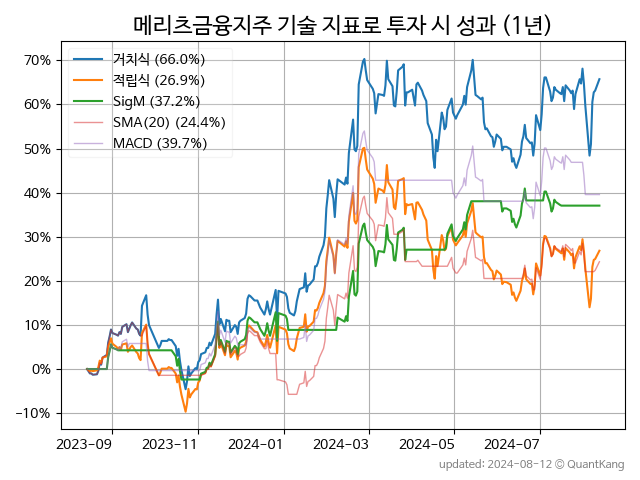 메리츠금융지주 기술 지표로 투자 시 성과 (1년)
거치식 (66.0%)
적립식 (26.9%)
SigM (37.2%)
SMA(20) (24.4%)
MACD (39.7%)
70%
60%
50%
40%
30%
20%
10%
0%
−10%
2023-09
2023-11
2024-01
2024-03
2024-05
2024-07
updated: 2024-08-12 © QuantKang